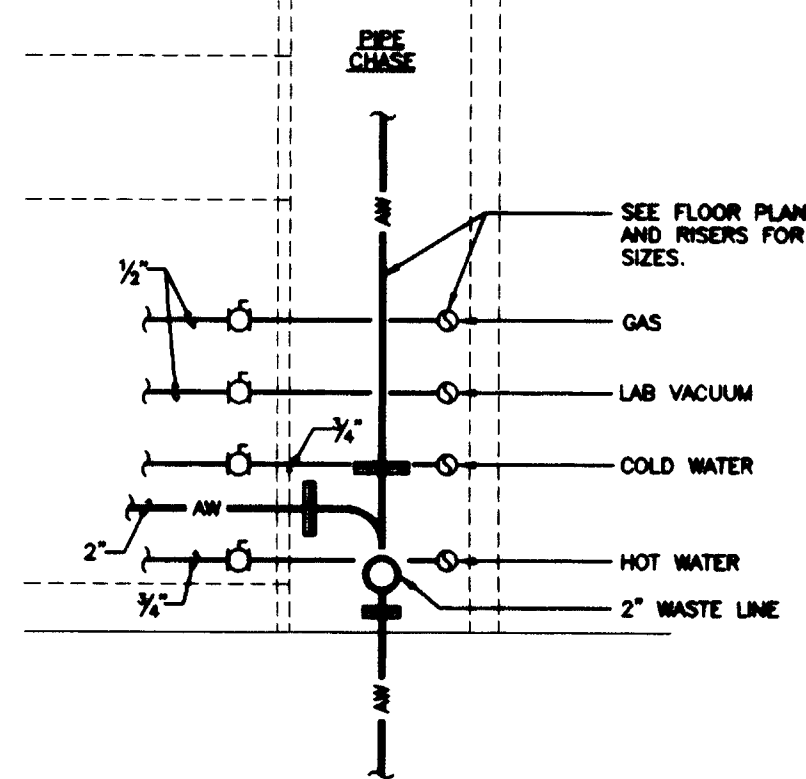 PIPE
CHASE
AW
SEE FLOOR PLAN
AND RISERS FOR
SIZES.
1/2"
GAS
LAB VACUUM
3/4"
COLD WATER
AW
2"
HOT WATER
3/4"
2" WASTE LINE
AW